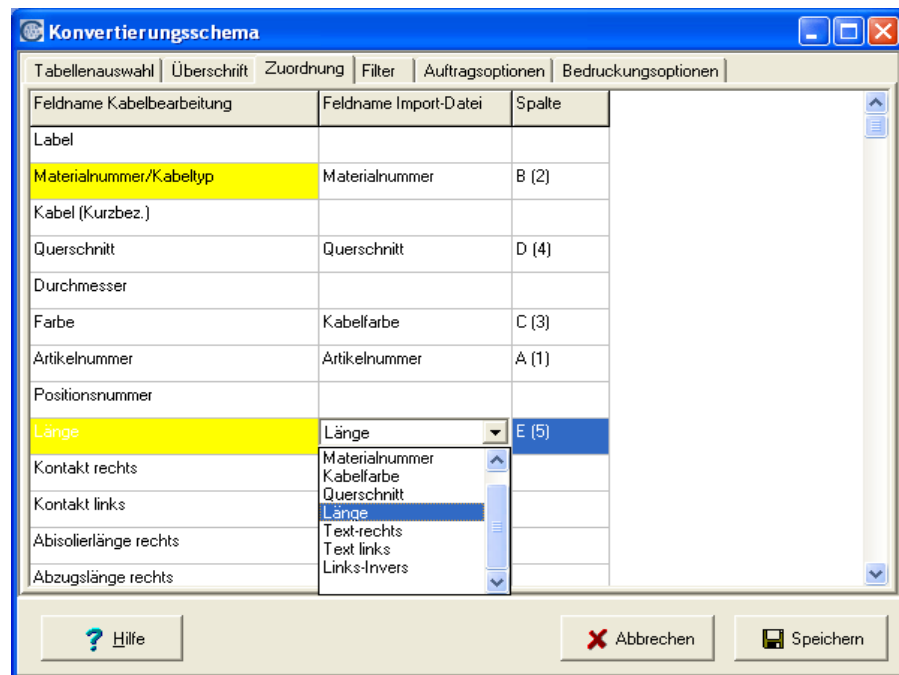 Konvertierungsschema
Tabellenauswahl Überschrift Zuordnung Filter Auftragsoptionen Bedruckungsoptionen
Feldname Kabelbearbeitung Feldname Import-Datei Spalte
Label
Materialnummer/Kabeltyp Materialnummer B (2)
Kabel (Kurzbez.)
Querschnitt Querschnitt D (4)
Durchmesser
Farbe Kabelfarbe C (3)
Artikelnummer Artikelnummer A (1)
Positionsnummer
Länge Länge E (5)
Kontakt rechts
Kontakt links
Abisolierlänge rechts
Abzugslänge rechts
Materialnummer
Kabelfarbe
Querschnitt
Länge
Text-rechts
Text links
Links-Invers
? Hilfe Abbrechen Speichern